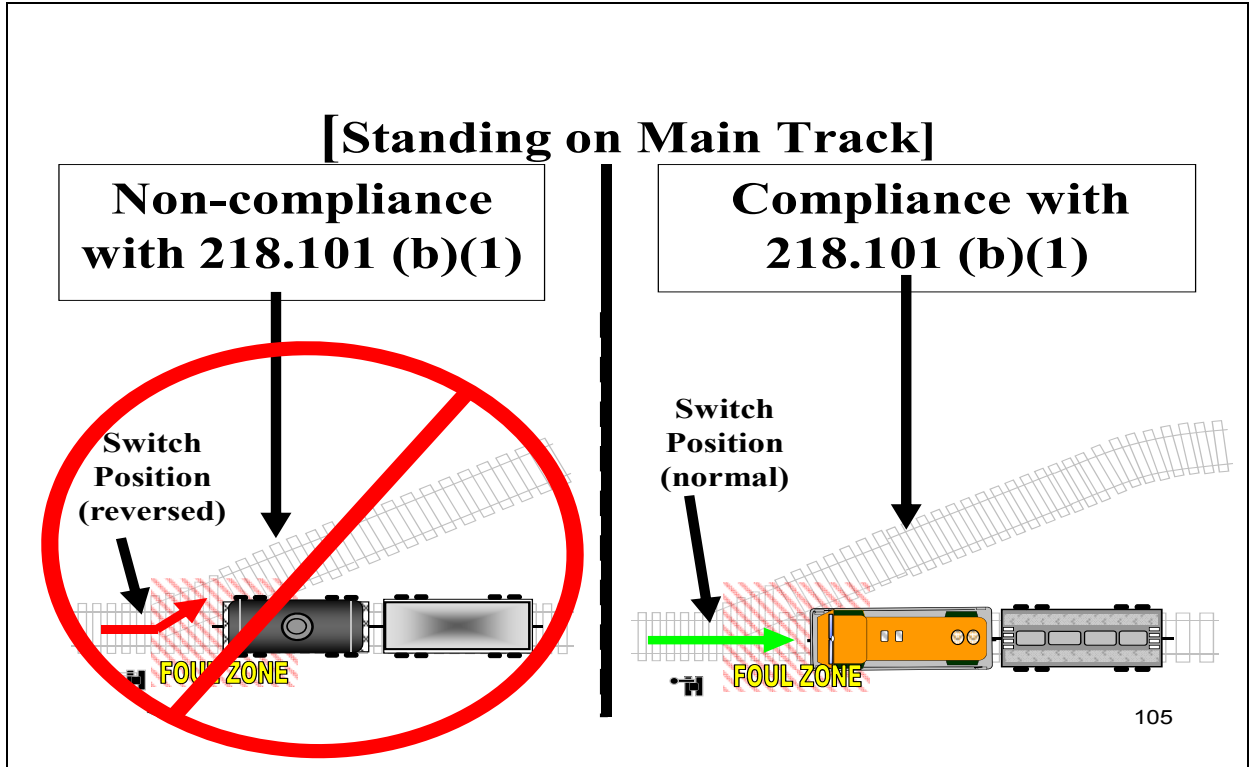 [Standing on Main Track]
Non-compliance
with 218.101 (b)(1)
Compliance with
218.101 (b)(1)
Switch
Position
(reversed)
FOUL ZONE
Switch
Position
(normal)
FOUL ZONE
105